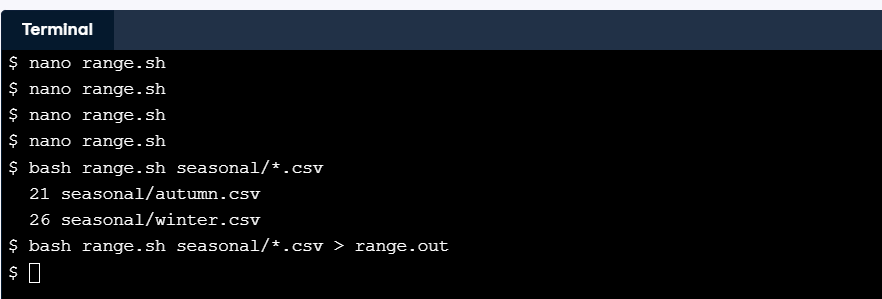 Terminal
$ nano range.sh
$ nano range.sh
$ nano range.sh
$ nano range.sh
$ bash range.sh seasonal/*.csv
  21 seasonal/autumn.csv
  26 seasonal/winter.csv
$ bash range.sh seasonal/*.csv > range.out
$